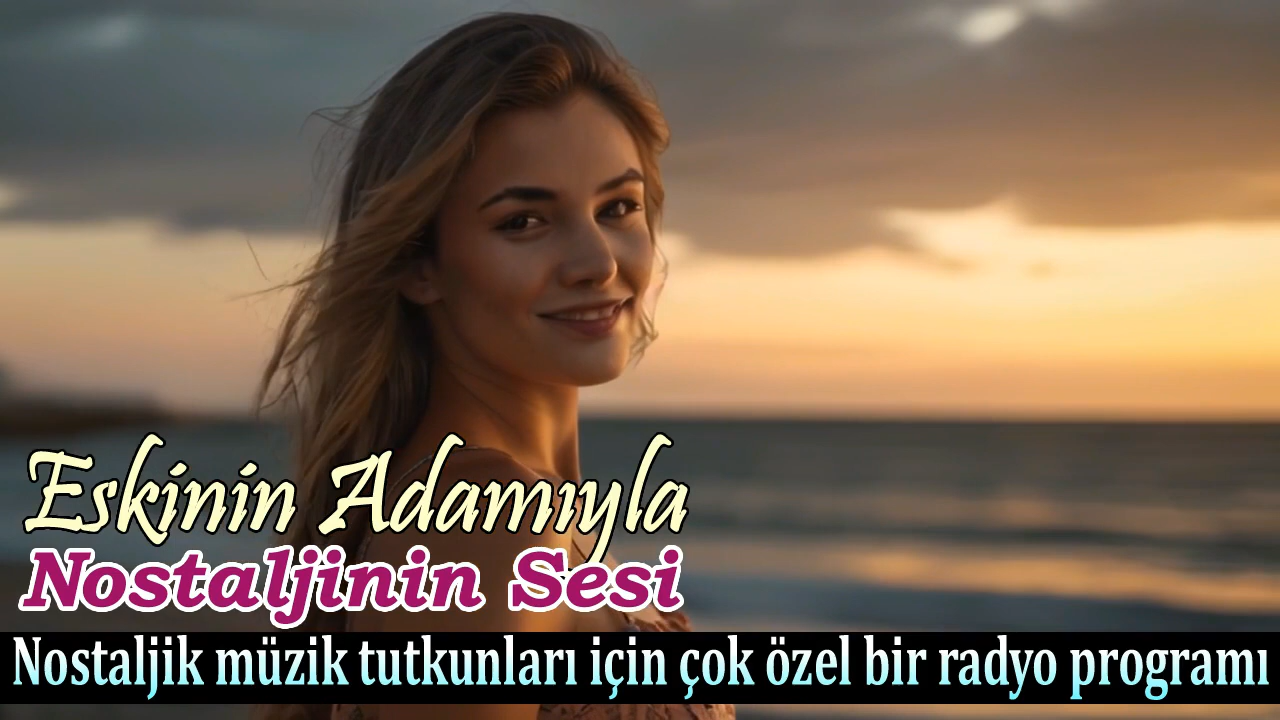 Eskinin Adamıyla
Nostaljinin Sesi
Nostaljik müzik tutkunları için çok özel bir radyo programı